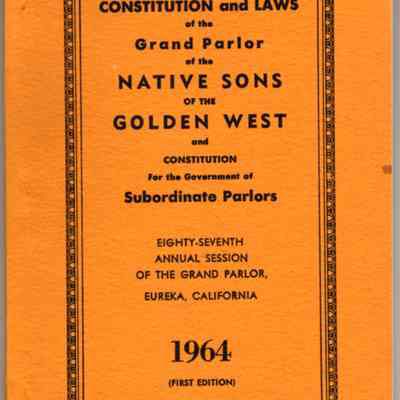 CONSTITUTION and LAWS
of the
Grand Parlor
of the
NATIVE SONS
OF THE
GOLDEN WEST
and
CONSTITUTION
For the Government of
Subordinate Parlors
EIGHTY-SEVENTH
ANNUAL SESSION
OF THE GRAND PARLOR,
EUREKA, CALIFORNIA
1964
(FIRST EDITION)